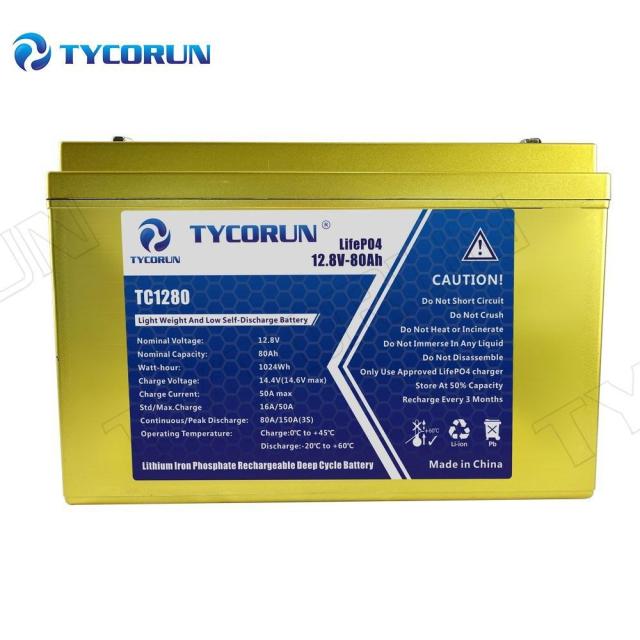 TYCORUN
TYCORUN®
TYCORUN
LifePO4
12.8V-80Ah
TC1280
Light Weight And Low Self-Discharge Battery
Nominal Voltage: 12.8V
Nominal Capacity: 80Ah
Watt-hour: 1024Wh
Charge Voltage: 14.4V(14.6V max)
Charge Current: 50A max
Std/Max.Charge 16A/50A
Continuous/Peak Discharge: 80A/150A(3S)
Operating Temperature: Charge:0℃ to +45℃
Discharge:-20℃ to +60℃
Lithium Iron Phosphate Rechargeable Deep Cycle Battery
CAUTION!
Do Not Short Circuit
Do Not Crush
Do Not Heat or Incinerate
Do Not Immerse In Any Liquid
Do Not Disassemble
Only Use Approved LifePO4 charger
Store At 50% Capacity
Recharge Every 3 Months
+60℃
Li-ion
Pb
Made in China